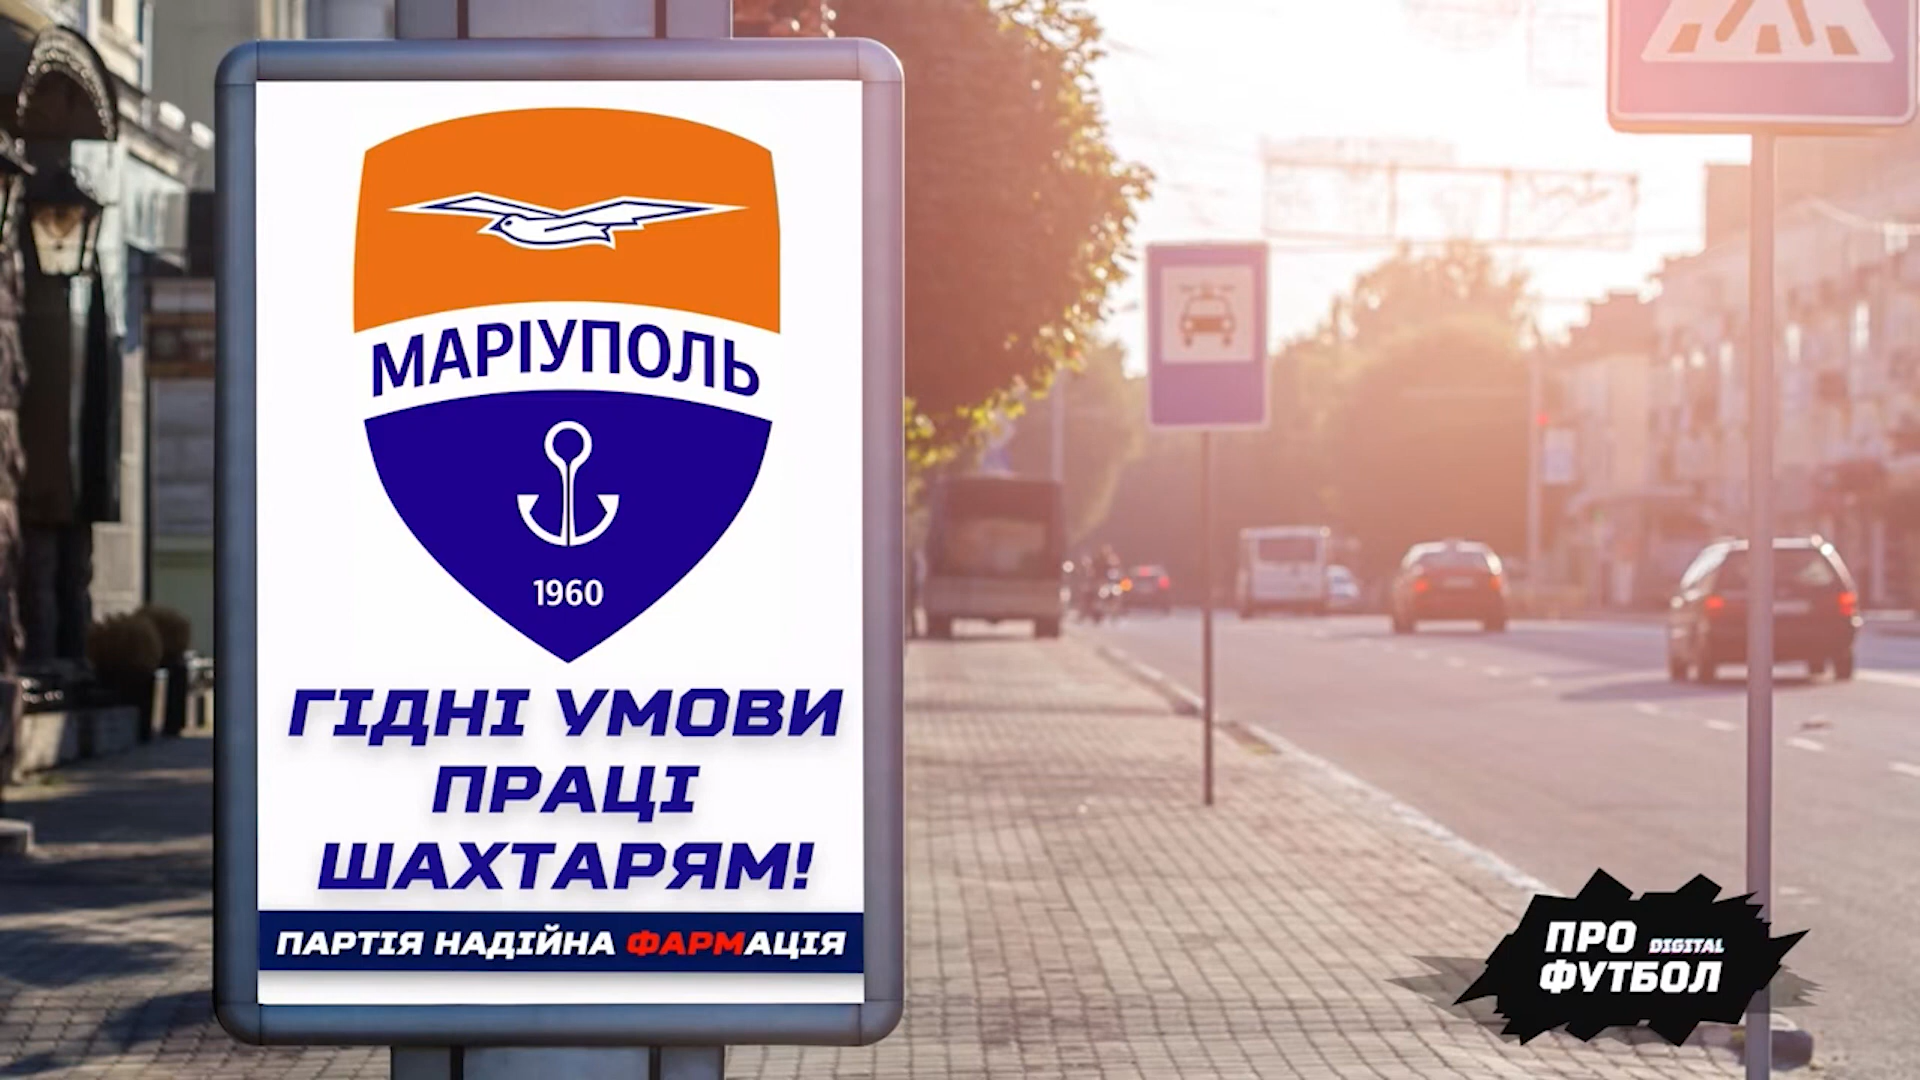 МАРІУПОЛЬ
1960
ГІДНІ УМОВИ
ПРАЦІ
ШАХТАРЯМ!
ПАРТІЯ НАДІЙНА ФАРМАЦІЯ
ПРО DIGITAL
ФУТБОЛ